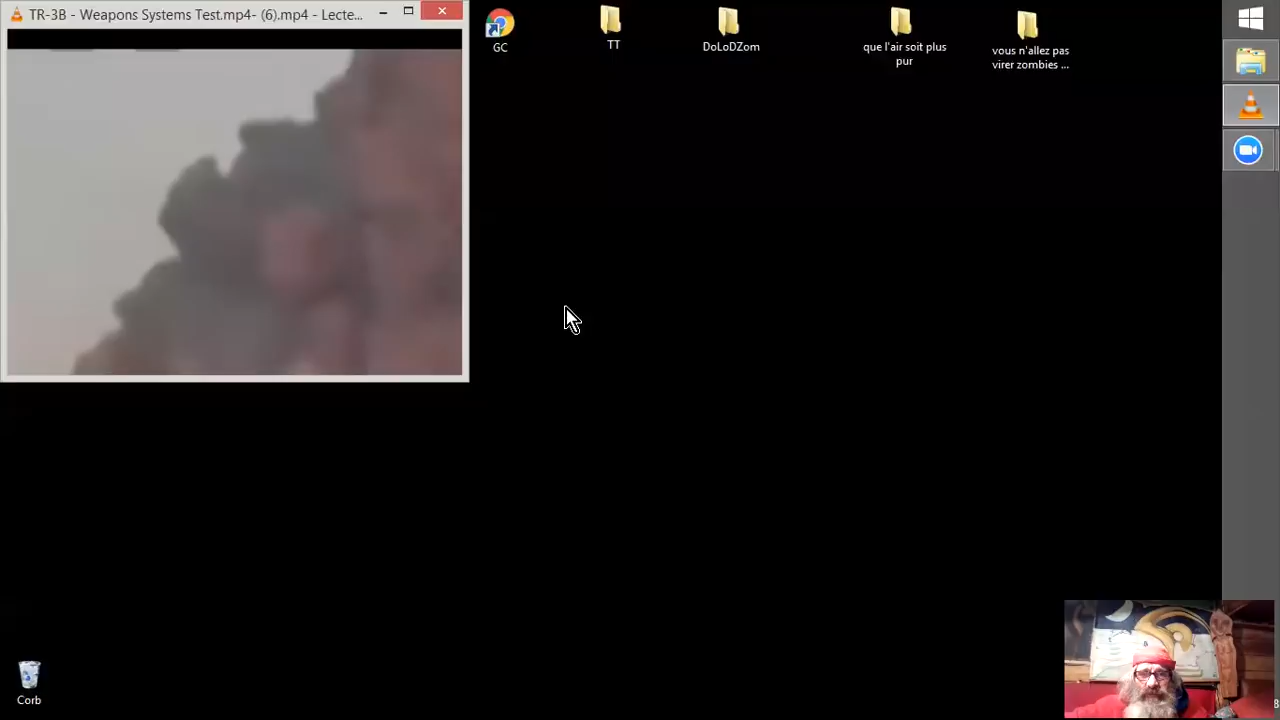 TR-3B - Weapons Systems Test.mp4- (6).mp4 - Lecte...
GC
TT
DoLoDZom
que l'air soit plus
pur
vous n'allez pas
virer zombies ...
Corb
8